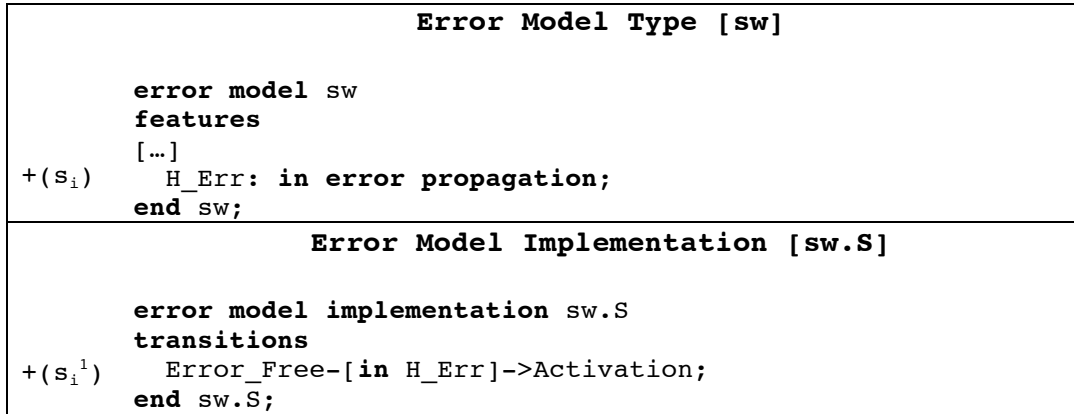 Error Model Type [sw]
error model sw
features
[…]
+(sᵢ) H_Err: in error propagation;
end sw;
Error Model Implementation [sw.S]
error model implementation sw.S
transitions
+(sᵢ¹) Error_Free-[in H_Err]->Activation;
end sw.S;